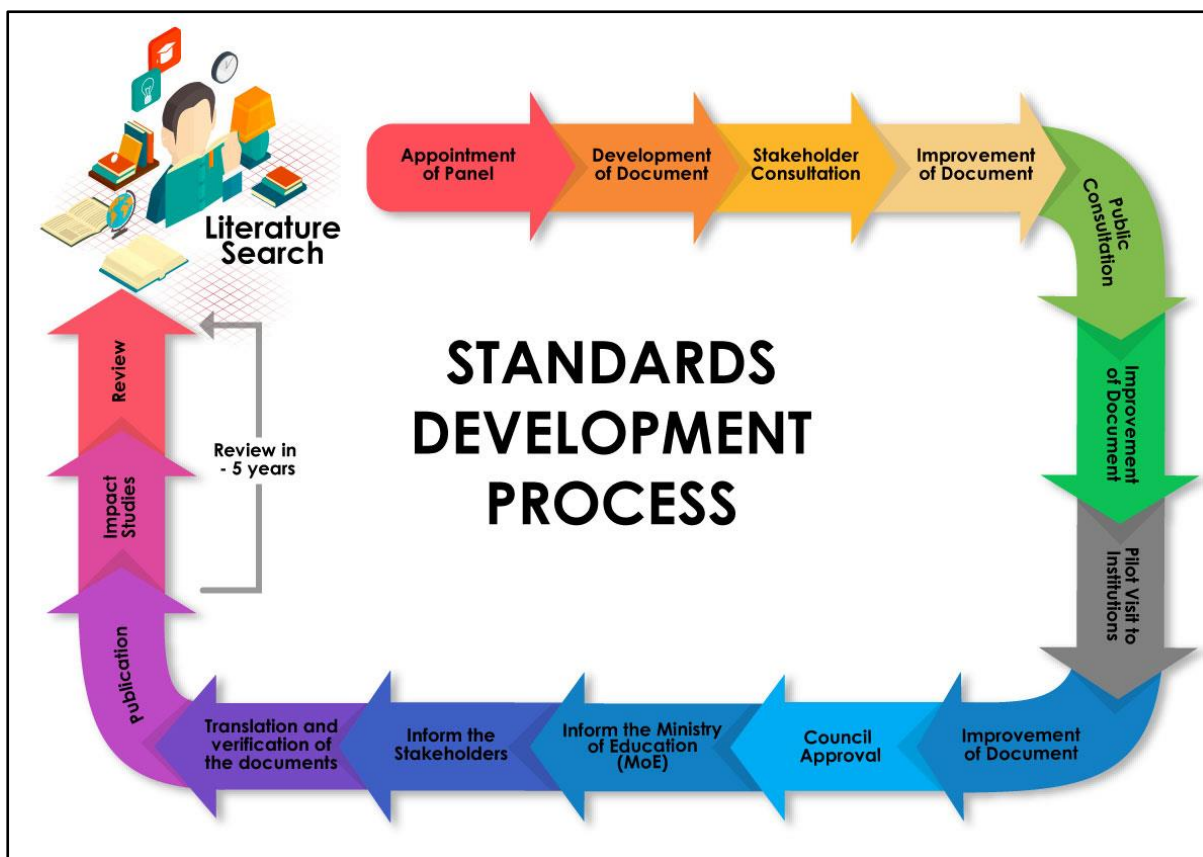 Literature
Search
Appointment
of Panel
Development
of Document
Stakeholder
Consultation
Improvement
of Document
Public
Consultation
Improvement
of Document
Pilot Visit to
Institutions
Improvement
of Document
Council
Approval
Inform the Ministry
of Education
(MoE)
Inform the
Stakeholders
Translation and
verification of
the documents
Publication
Impact
Studies
Review
Review in
- 5 years
STANDARDS
DEVELOPMENT
PROCESS